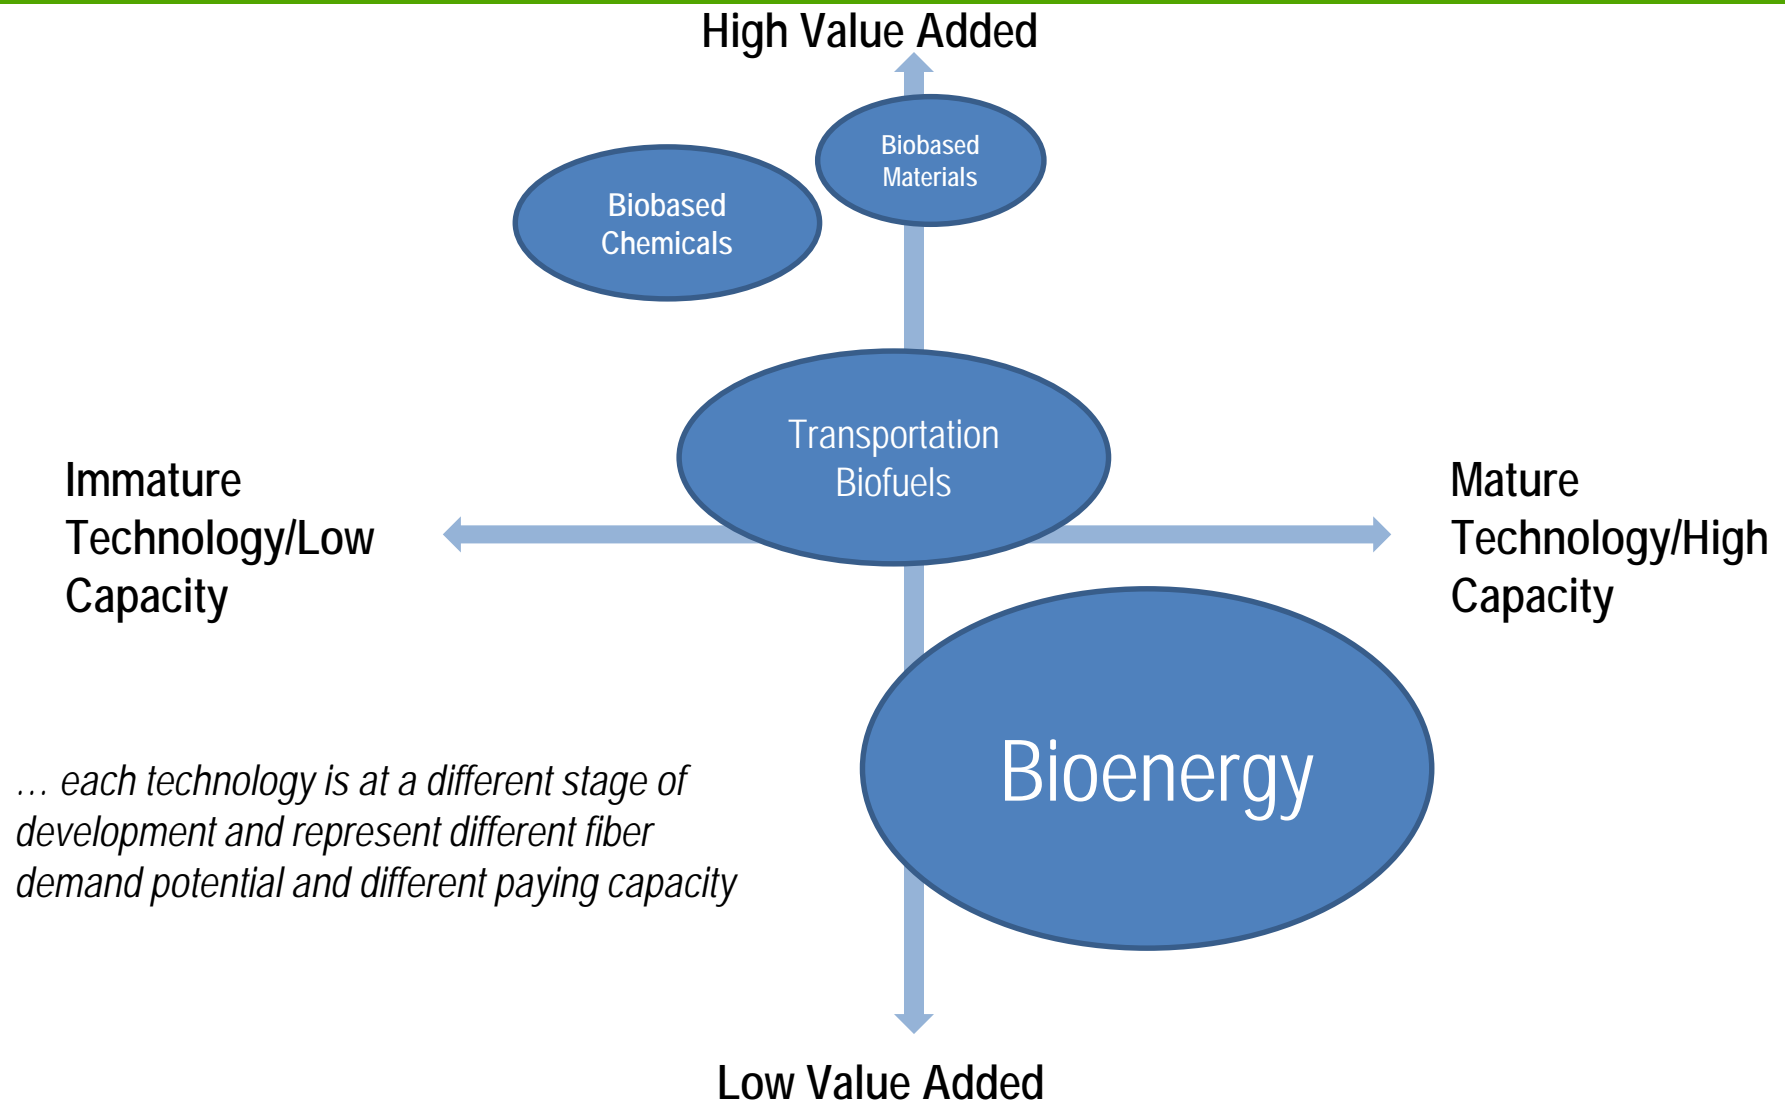 High Value Added
Biobased
Materials
Biobased
Chemicals
Transportation
Biofuels
Immature
Technology/Low
Capacity
Mature
Technology/High
Capacity
Bioenergy
… each technology is at a different stage of
development and represent different fiber
demand potential and different paying capacity
Low Value Added